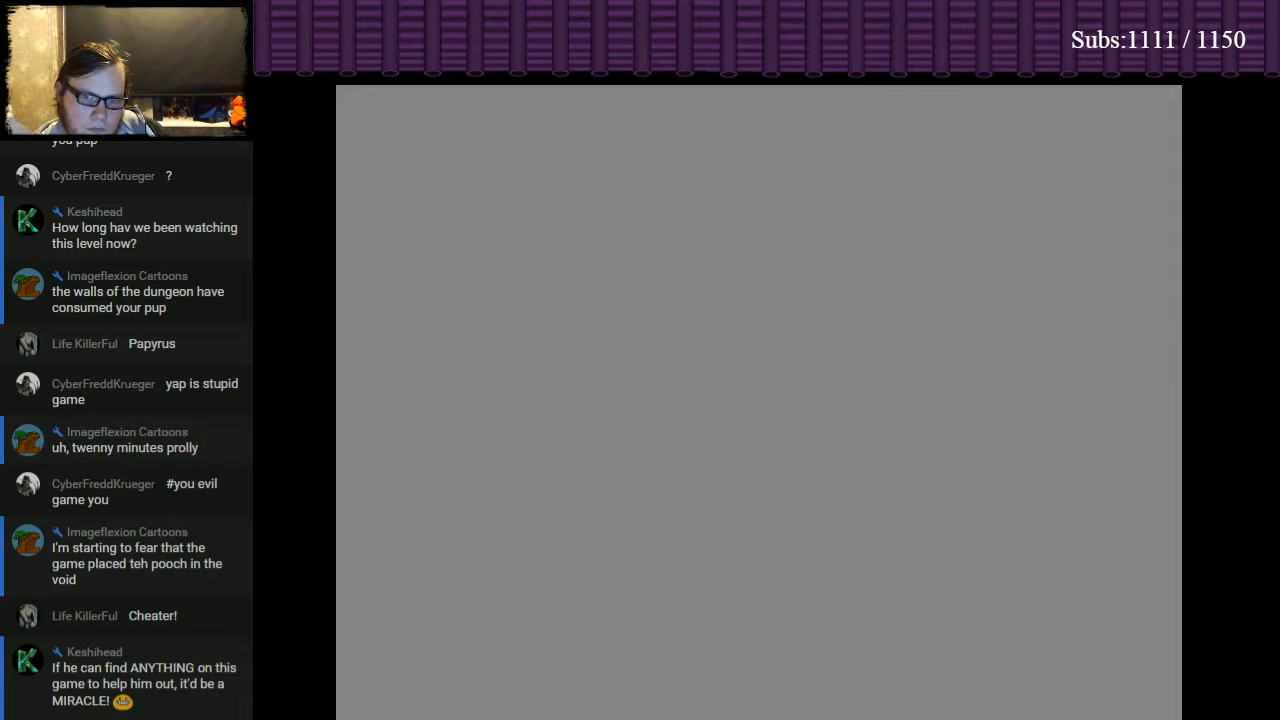 Subs:1111 / 1150
you pup
CyberFreddKrueger ?
Keshihead
How long hav we been watching
this level now?
Imageflexion Cartoons
the walls of the dungeon have
consumed your pup
Life KillerFul Papyrus
CyberFreddKrueger yap is stupid
game
Imageflexion Cartoons
uh, twenny minutes prolly
CyberFreddKrueger #you evil
game you
Imageflexion Cartoons
I'm starting to fear that the
game placed teh pooch in the
void
Life KillerFul Cheater!
Keshihead
If he can find ANYTHING on this
game to help him out, it'd be a
MIRACLE!